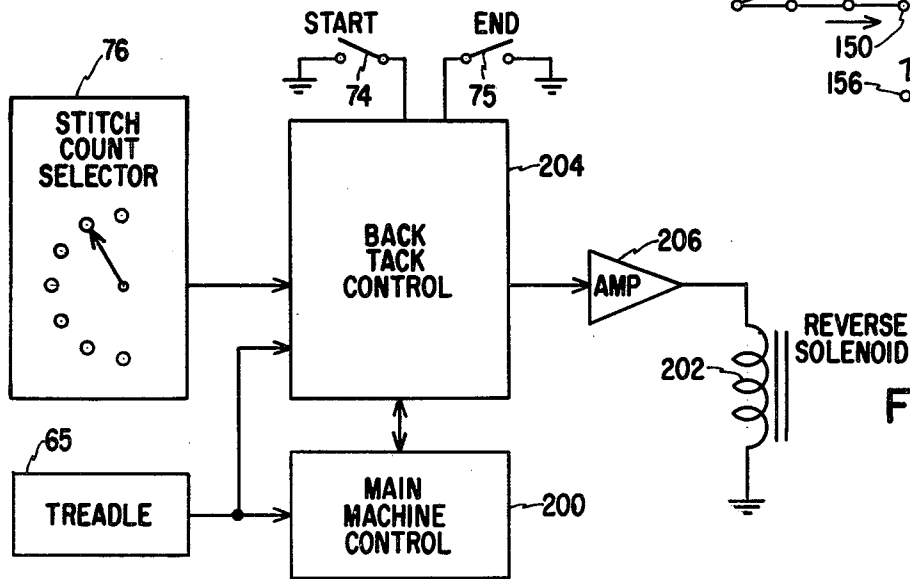 START
END
74
75
150
156
76
STITCH
COUNT
SELECTOR
204
BACK
TACK
CONTROL
206
AMP
REVERSE
SOLENOID
202
F
65
TREADLE
MAIN
MACHINE
CONTROL
200